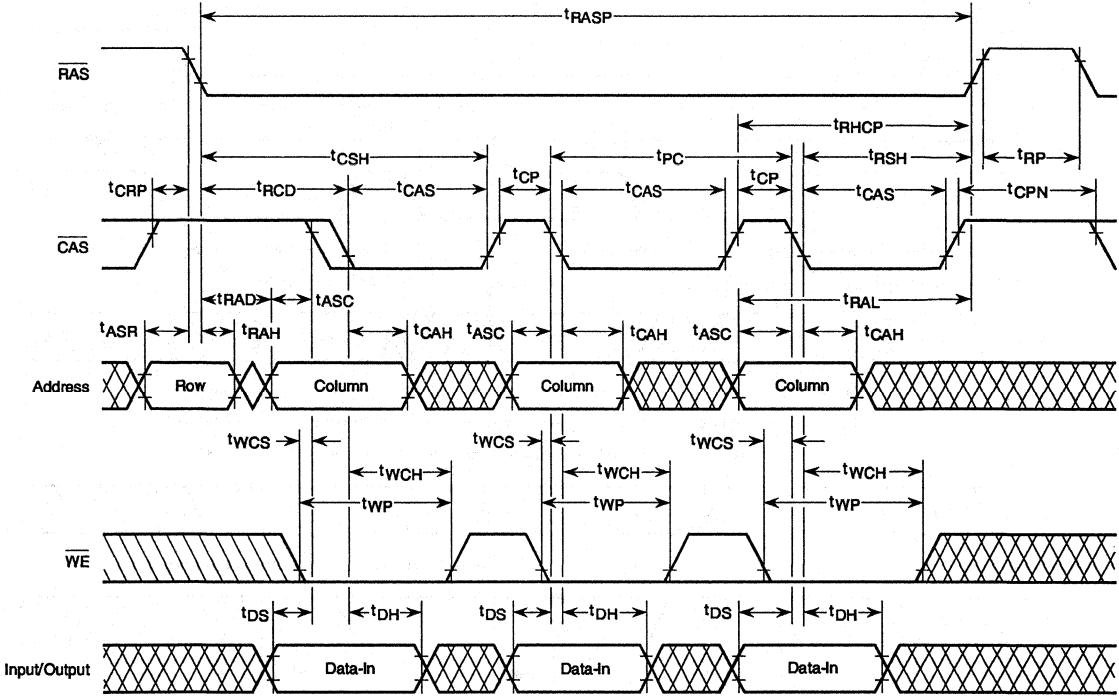 tRASP
RAS
tRHCP
tCSH
tPC
tRSH
tRP
tCRP
tRCD
tCAS
tCP
tCAS
tCP
tCAS
tCPN
CAS
tRAD
tASC
tRAL
tASR
tRAH
tCAH
tASC
tCAH
tASC
tCAH
Address
Row
Column
Column
Column
tWCS
tWCS
tWCS
tWCH
tWCH
tWCH
tWP
tWP
tWP
WE
tDS
tDH
tDS
tDH
tDS
tDH
Input/Output
Data-In
Data-In
Data-In